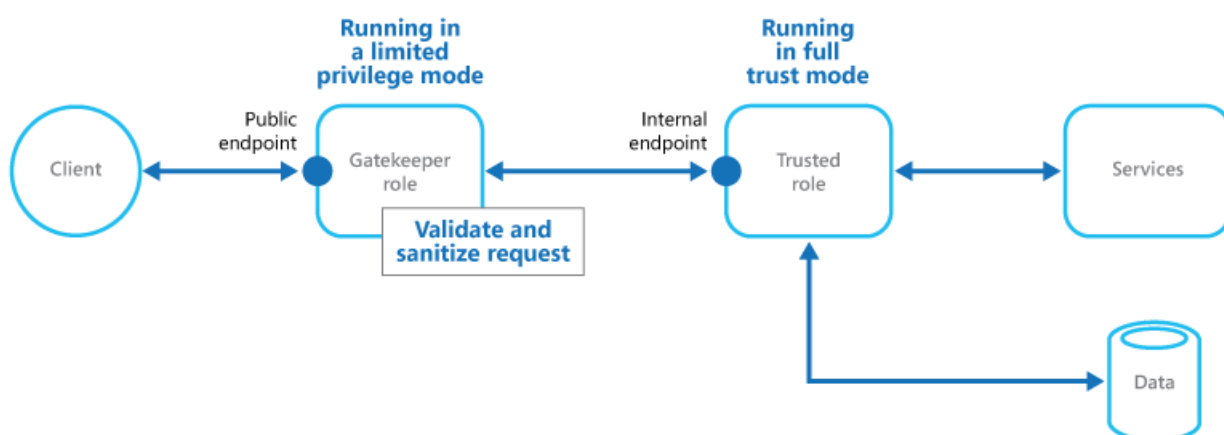 Running in
a limited
privilege mode
Running
in full
trust mode
Public
endpoint
Internal
endpoint
Client
Gatekeeper
role
Trusted
role
Services
Validate and
sanitize request
Data